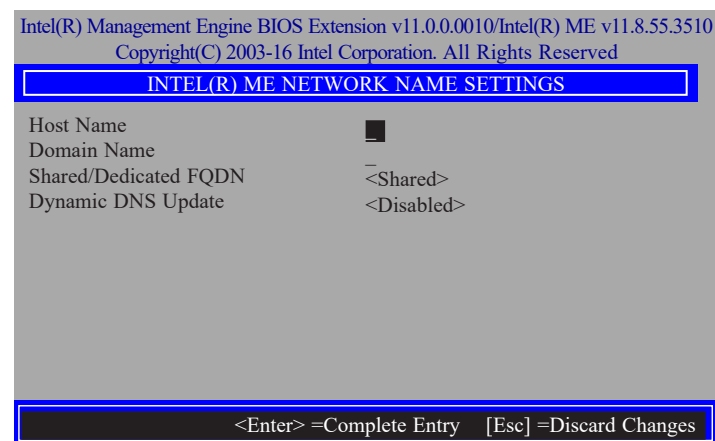 Intel(R) Management Engine BIOS Extension v11.0.0.0010/Intel(R) ME v11.8.55.3510
Copyright(C) 2003-16 Intel Corporation. All Rights Reserved
INTEL(R) ME NETWORK NAME SETTINGS
Host Name _
Domain Name _
Shared/Dedicated FQDN <Shared>
Dynamic DNS Update <Disabled>
<Enter> =Complete Entry [Esc] =Discard Changes